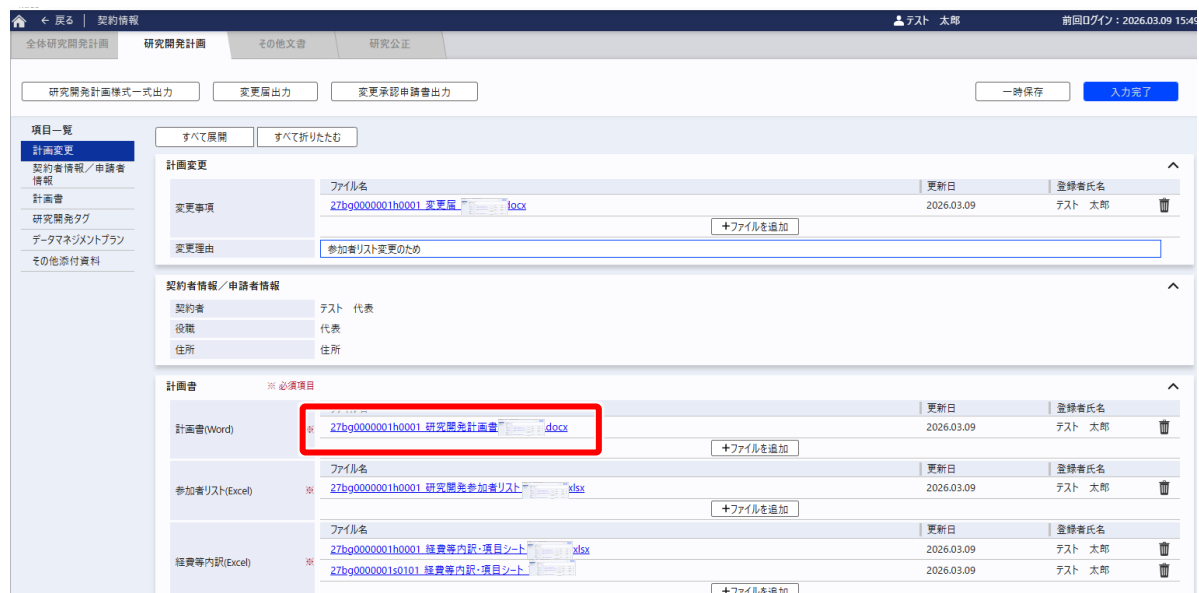 ← 戻る | 契約情報 テスト 太郎 前回ログイン：2026.03.09 15:49
全体研究開発計画 研究開発計画 その他文書 研究公正
研究開発計画様式一式出力 変更届出力 変更承認申請書出力 一時保存 入力完了
項目一覧
計画変更
契約者情報／申請者
情報
計画書
研究開発タグ
データマネジメントプラン
その他添付資料
すべて展開 すべて折りたたむ
計画変更
ファイル名 更新日 登録者氏名
変更事項 27bg0000001h0001_変更届_ docx 2026.03.09 テスト 太郎
+ファイルを追加
変更理由 参加者リスト変更のため
契約者情報／申請者情報
契約者 テスト 代表
役職 代表
住所 住所
計画書 ※ 必須項目
更新日 登録者氏名
計画書(Word) ※ 27bg0000001h0001_研究開発計画書 docx 2026.03.09 テスト 太郎
+ファイルを追加
ファイル名 更新日 登録者氏名
参加者リスト(Excel) ※ 27bg0000001h0001_研究開発参加者リスト xlsx 2026.03.09 テスト 太郎
+ファイルを追加
ファイル名 更新日 登録者氏名
経費等内訳(Excel) ※ 27bg0000001h0001_経費等内訳・項目シート_ xlsx 2026.03.09 テスト 太郎
27bg0000001s0101_経費等内訳・項目シート_ 2026.03.09 テスト 太郎
+ファイルを追加